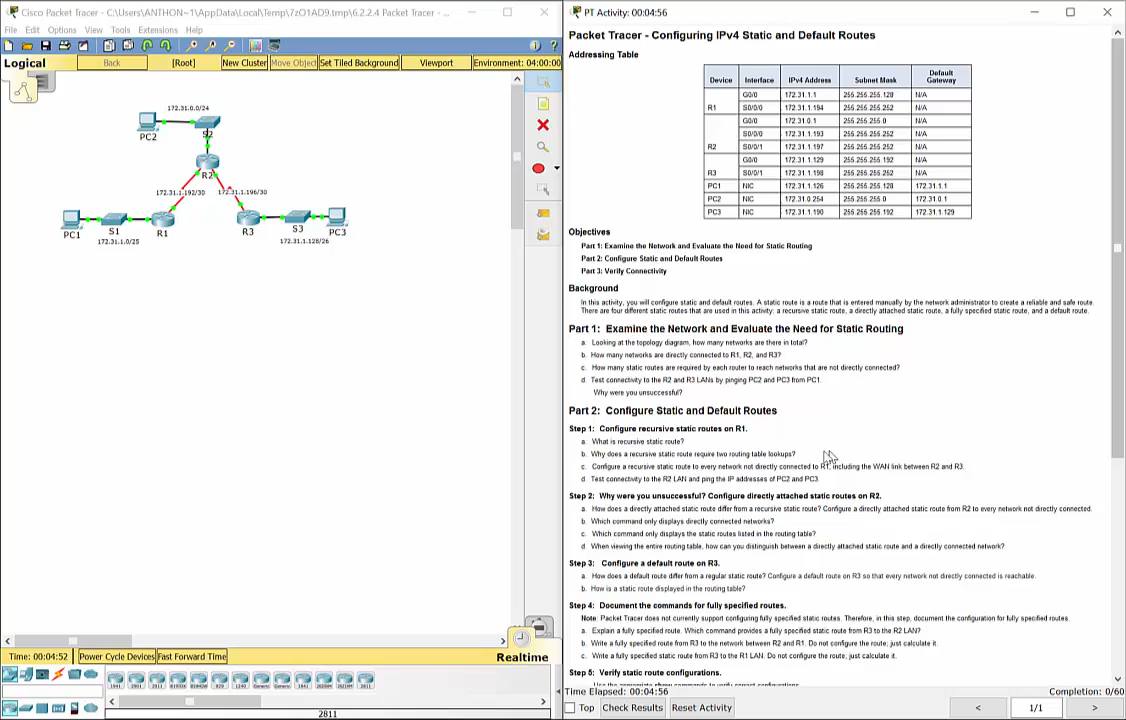 Cisco Packet Tracer - C:\Users\ANTHON~1\AppData\Local\Temp\7zO1AD9.tmp\6.2.2.4 Packet Tracer - ...
File Edit Options View Tools Extensions Help
Logical Back [Root] New Cluster Move Object Set Tiled Background Viewport Environment: 04:00:00
172.31.0.0/24
PC2
S2
R2
172.31.1.192/30
172.31.1.196/30
PC1
S1
R1
R3
S3
PC3
172.31.1.0/25
172.31.1.128/26
Time: 00:04:52 Power Cycle Devices Fast Forward Time Realtime
1941 2901 2911 819IOX 819HGW 829 1240 Generic Generic 1841 2620XM 2621XM 2811
2811
PT Activity: 00:04:56
Packet Tracer - Configuring IPv4 Static and Default Routes
Addressing Table
Device Interface IPv4 Address Subnet Mask Default Gateway
R1 G0/0 172.31.1.1 255.255.255.128 N/A
S0/0/0 172.31.1.194 255.255.255.252 N/A
R2 G0/0 172.31.0.1 255.255.255.0 N/A
S0/0/0 172.31.1.193 255.255.255.252 N/A
S0/0/1 172.31.1.197 255.255.255.252 N/A
R3 G0/0 172.31.1.129 255.255.255.192 N/A
S0/0/1 172.31.1.198 255.255.255.252 N/A
PC1 NIC 172.31.1.126 255.255.255.128 172.31.1.1
PC2 NIC 172.31.0.254 255.255.255.0 172.31.0.1
PC3 NIC 172.31.1.190 255.255.255.192 172.31.1.129
Objectives
Part 1: Examine the Network and Evaluate the Need for Static Routing
Part 2: Configure Static and Default Routes
Part 3: Verify Connectivity
Background
In this activity, you will configure static and default routes. A static route is a route that is entered manually by the network administrator to create a reliable and safe route.
There are four different static routes that are used in this activity: a recursive static route, a directly attached static route, a fully specified static route, and a default route.
Part 1: Examine the Network and Evaluate the Need for Static Routing
a. Looking at the topology diagram, how many networks are there in total?
b. How many networks are directly connected to R1, R2, and R3?
c. How many static routes are required by each router to reach networks that are not directly connected?
d. Test connectivity to the R2 and R3 LANs by pinging PC2 and PC3 from PC1.
Why were you unsuccessful?
Part 2: Configure Static and Default Routes
Step 1: Configure recursive static routes on R1.
a. What is recursive static route?
b. Why does a recursive static route require two routing table lookups?
c. Configure a recursive static route to every network not directly connected to R1, including the WAN link between R2 and R3.
d. Test connectivity to the R2 LAN and ping the IP addresses of PC2 and PC3.
Step 2: Why were you unsuccessful? Configure directly attached static routes on R2.
a. How does a directly attached static route differ from a recursive static route? Configure a directly attached static route from R2 to every network not directly connected.
b. Which command only displays directly connected networks?
c. Which command only displays the static routes listed in the routing table?
d. When viewing the entire routing table, how can you distinguish between a directly attached static route and a directly connected network?
Step 3: Configure a default route on R3.
a. How does a default route differ from a regular static route? Configure a default route on R3 so that every network not directly connected is reachable.
b. How is a static route displayed in the routing table?
Step 4: Document the commands for fully specified routes.
Note: Packet Tracer does not currently support configuring fully specified static routes. Therefore, in this step, document the configuration for fully specified routes.
a. Explain a fully specified route. Which command provides a fully specified static route from R3 to the R2 LAN?
b. Write a fully specified route from R3 to the network between R2 and R1. Do not configure the route; just calculate it.
c. Write a fully specified static route from R3 to the R1 LAN. Do not configure the route; just calculate it.
Step 5: Verify static route configurations.
Time Elapsed: 00:04:56 Completion: 0/60
Top Check Results Reset Activity < 1/1 >